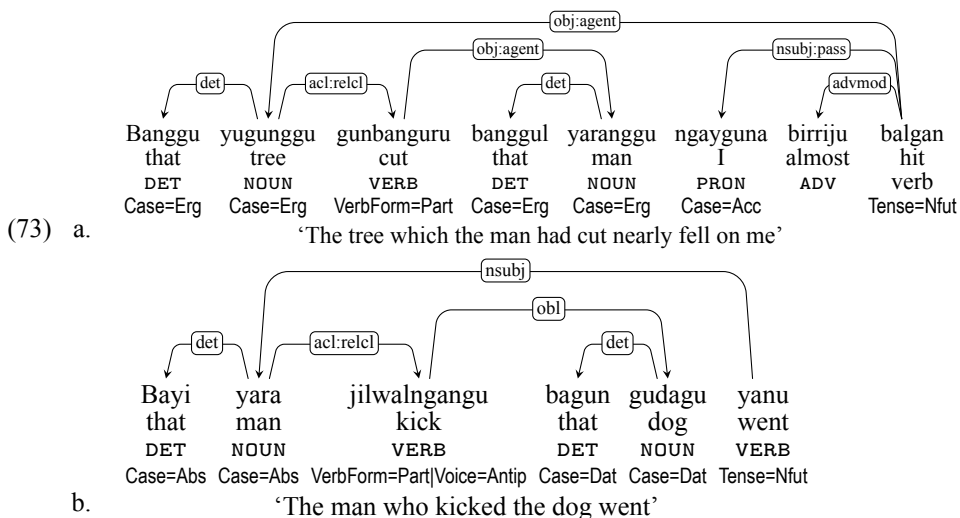 obj:agent
obj:agent nsubj:pass
det acl:relcl det advmod
Banggu yugunggu gunbanguru banggul yaranggu ngayguna birriju balgan
that tree cut that man I almost hit
DET NOUN VERB DET NOUN PRON ADV verb
Case=Erg Case=Erg VerbForm=Part Case=Erg Case=Erg Case=Acc Tense=Nfut
(73) a. ‘The tree which the man had cut nearly fell on me’
nsubj
obl
det acl:relcl det
Bayi yara jilwalngangu bagun gudagu yanu
that man kick that dog went
DET NOUN VERB DET NOUN VERB
Case=Abs Case=Abs VerbForm=Part|Voice=Antip Case=Dat Case=Dat Tense=Nfut
b. ‘The man who kicked the dog went’